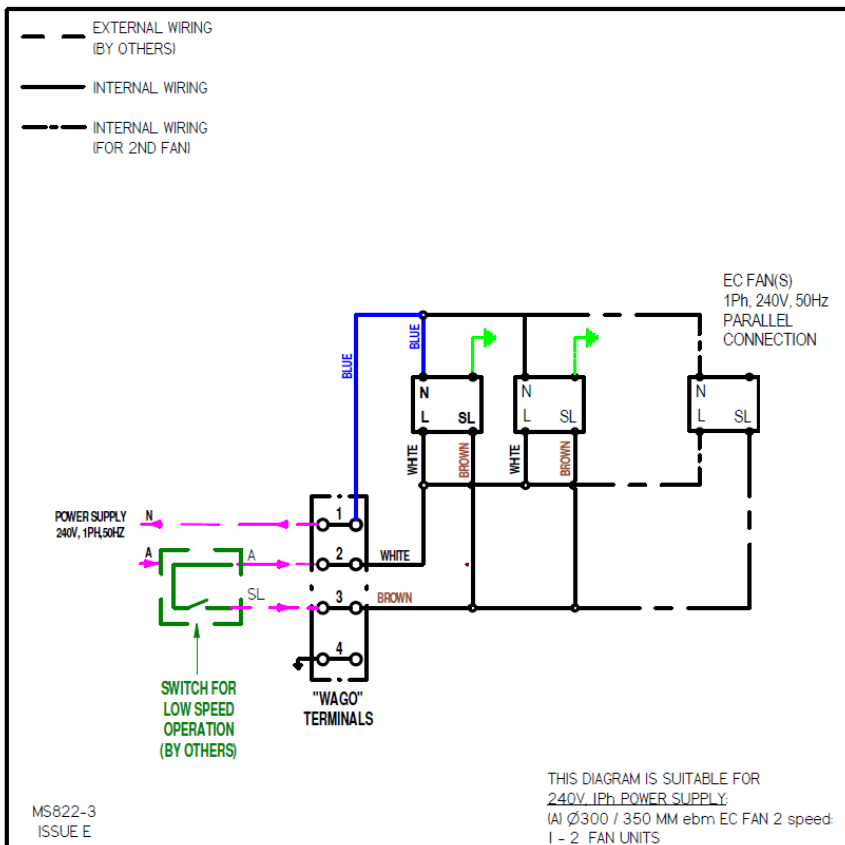 EXTERNAL WIRING
(BY OTHERS)
INTERNAL WIRING
INTERNAL WIRING
(FOR 2ND FAN)
EC FAN(S)
1Ph, 240V, 50Hz
PARALLEL
CONNECTION
BLUE
BLUE
N
L SL
N
L SL
N
L SL
WHITE
BROWN
WHITE
BROWN
POWER SUPPLY N
240V, 1PH,50HZ
A
A
SL
1
2
3
4
WHITE
BROWN
"WAGO"
TERMINALS
SWITCH FOR
LOW SPEED
OPERATION
(BY OTHERS)
MS822-3
ISSUE E
THIS DIAGRAM IS SUITABLE FOR
240V, 1Ph POWER SUPPLY:
(A) Ø300 / 350 MM ebm EC FAN 2 speed:
1 - 2 FAN UNITS